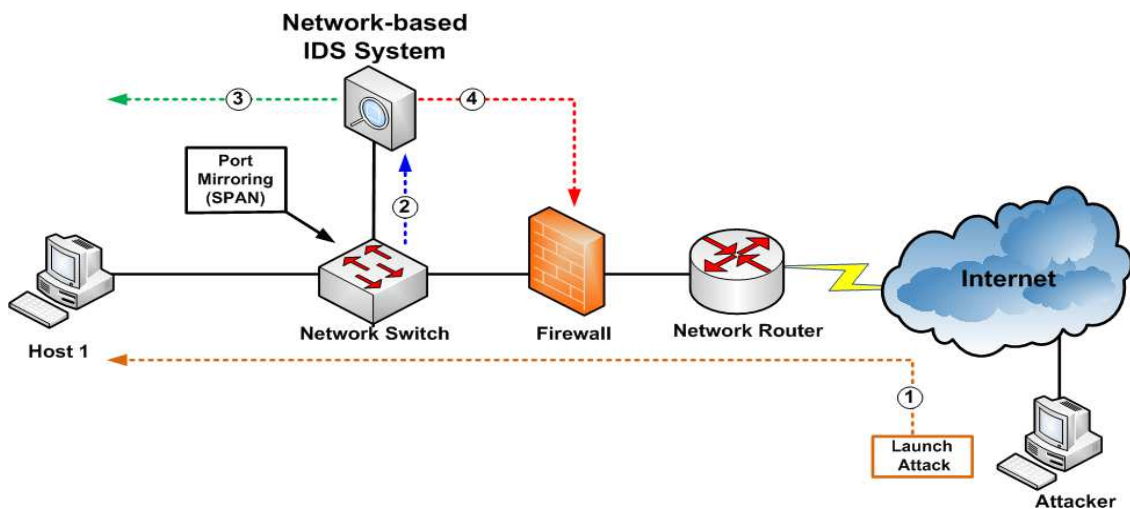 Network-based
IDS System
3
4
Port
Mirroring
(SPAN)
2
Internet
Network Switch
Firewall
Network Router
Host 1
1
Launch
Attack
Attacker